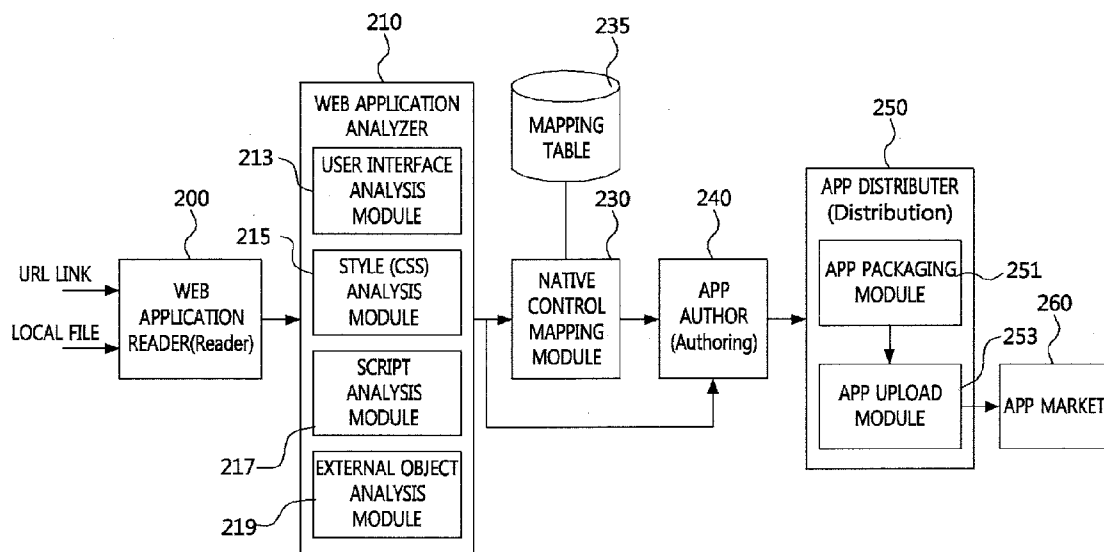 210
WEB APPLICATION
ANALYZER
213
USER INTERFACE
ANALYSIS
MODULE
215
STYLE (CSS)
ANALYSIS
MODULE
SCRIPT
ANALYSIS
MODULE
217
EXTERNAL OBJECT
ANALYSIS
MODULE
219
200
URL LINK
LOCAL FILE
WEB
APPLICATION
READER(Reader)
235
MAPPING
TABLE
230
NATIVE
CONTROL
MAPPING
MODULE
240
APP
AUTHOR
(Authoring)
250
APP DISTRIBUTER
(Distribution)
APP PACKAGING
MODULE
251
253
APP UPLOAD
MODULE
260
APP MARKET